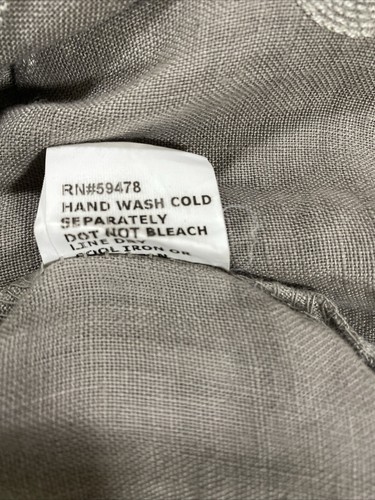 RN#59478
HAND WASH COLD
SEPARATELY
DOT NOT BLEACH
LINE DRY
COOL IRON OR